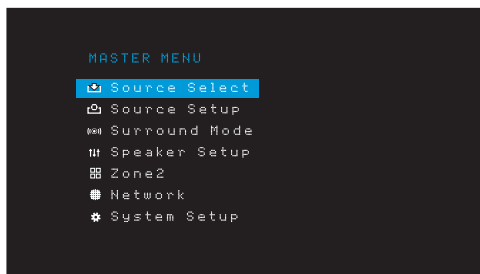 MASTER MENU
Source Select
Source Setup
Surround Mode
Speaker Setup
Zone2
Network
System Setup